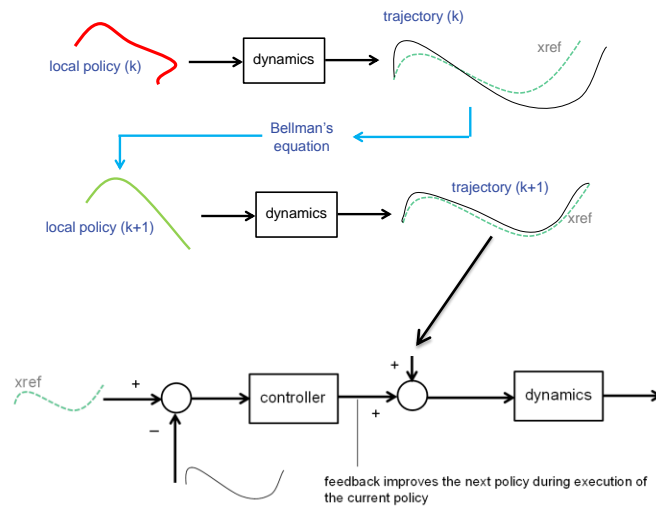 trajectory (k)
xref
local policy (k)
dynamics
Bellman's
equation
trajectory (k+1)
local policy (k+1)
dynamics
xref
xref
+
+
controller
+
dynamics
−
feedback improves the next policy during execution of
the current policy